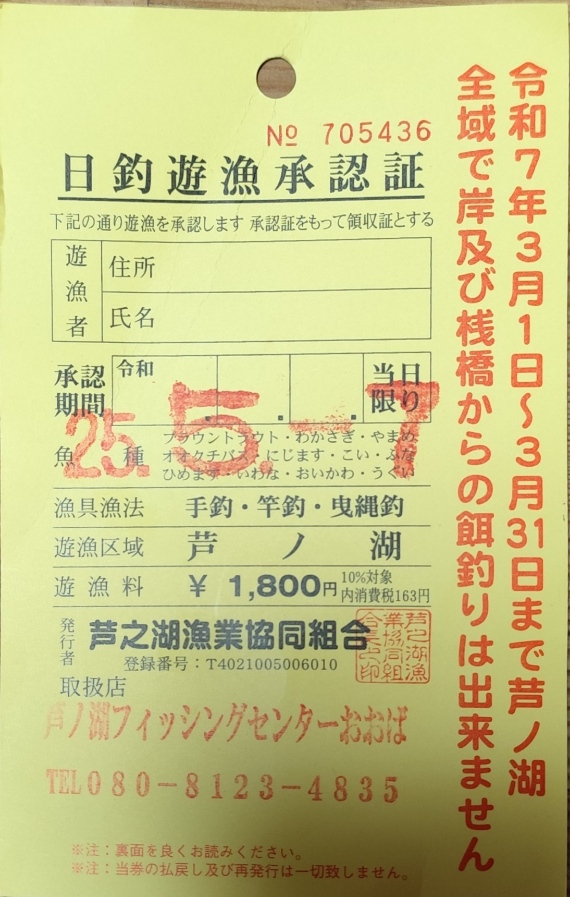 令和7年3月1日～3月31日まで芦ノ湖
全域で岸及び桟橋からの餌釣りは出来ません
№ 705436
日釣遊漁承認証
下記の通り遊漁を承認します 承認証をもって領収証とする
遊漁者
住所
氏名
承認期間 令和 . . 当日限り
25.5.-7
魚種
ブラウントラウト・わかさぎ・やまめ
オオクチバス・にじます・こい・ふな
ひめます・いわな・おいかわ・うぐい
漁具漁法 手釣・竿釣・曳縄釣
遊漁区域 芦ノ湖
遊漁料 ¥ 1,800円 10%対象
内消費税163円
発行者 芦之湖漁業協同組合
芦之湖漁業協同組合長之印
登録番号：T4021005006010
取扱店
芦ノ湖フィッシングセンターおおば
TEL080-8123-4835
※注：裏面を良くお読みください。
※注：当券の払戻し及び再発行は一切致しません。